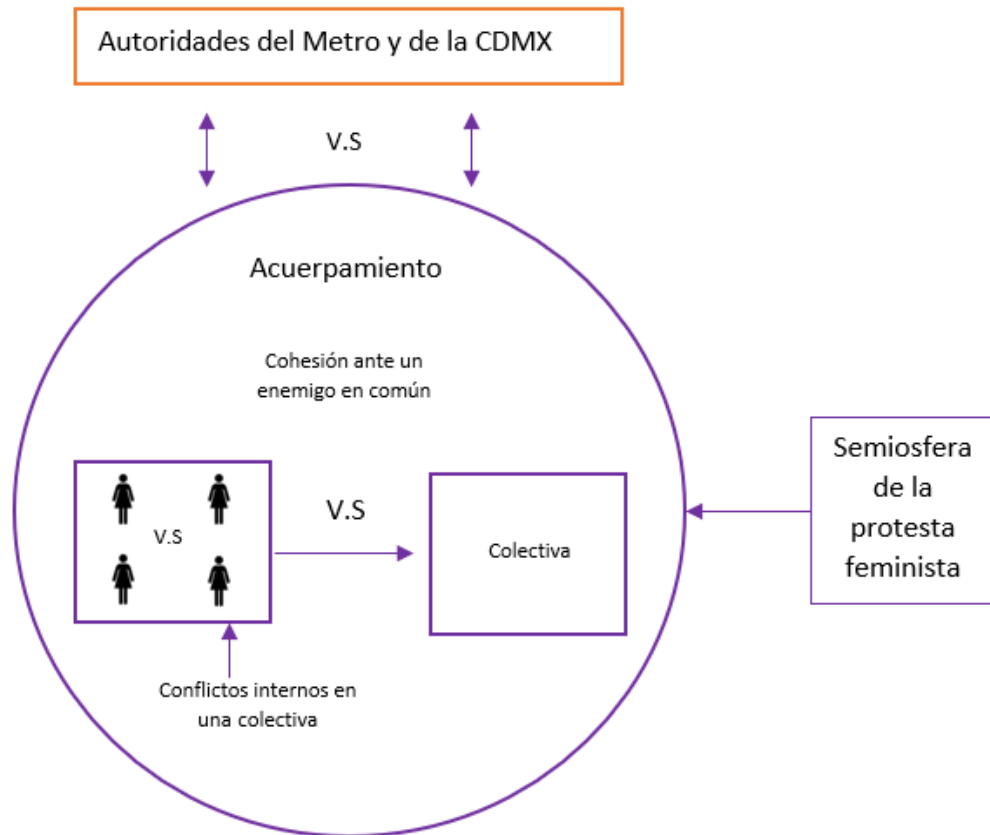 Autoridades del Metro y de la CDMX
V.S
Acuerpamiento
Cohesión ante un
enemigo en común
V.S
V.S
Colectiva
Conflictos internos en
una colectiva
Semiosfera
de la
protesta
feminista